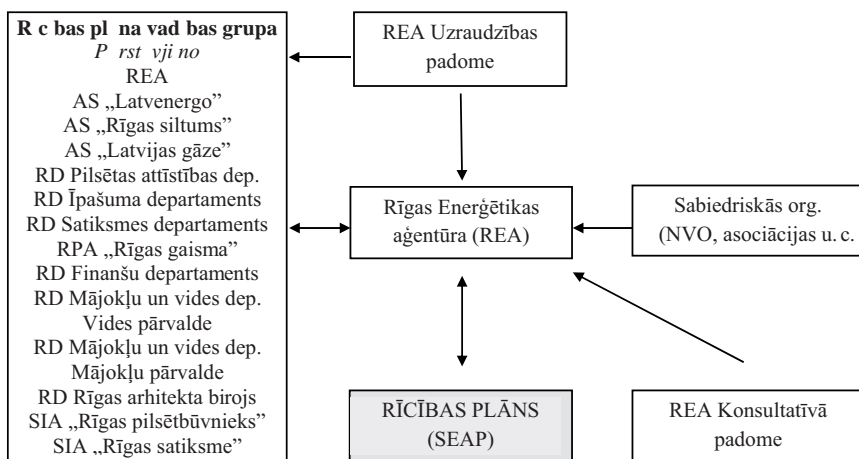 R c bas pl na vad bas grupa
P rst vji no
REA
AS „Latvenergo”
AS „Rīgas siltums”
AS „Latvijas gāze”
RD Pilsētas attīstības dep.
RD Īpašuma departaments
RD Satiksmes departaments
RPA „Rīgas gaisma”
RD Finanšu departaments
RD Mājokļu un vides dep.
Vides pārvalde
RD Mājokļu un vides dep.
Mājokļu pārvalde
RD Rīgas arhitekta birojs
SIA „Rīgas pilsētbūvnieks”
SIA „Rīgas satiksme”
REA Uzraudzības
padome
Rīgas Enerģētikas
aģentūra (REA)
Sabiedriskās org.
(NVO, asociācijas u. c.
RĪCĪBAS PLĀNS
(SEAP)
REA Konsultatīvā
padome